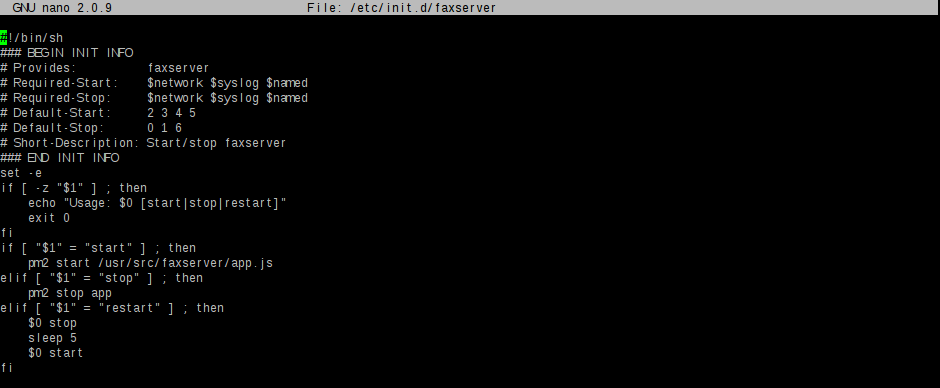 GNU nano 2.0.9 File: /etc/init.d/faxserver
#!/bin/sh
### BEGIN INIT INFO
# Provides: faxserver
# Required-Start: $network $syslog $named
# Required-Stop: $network $syslog $named
# Default-Start: 2 3 4 5
# Default-Stop: 0 1 6
# Short-Description: Start/stop faxserver
### END INIT INFO
set -e
if [ -z "$1" ] ; then
    echo "Usage: $0 [start|stop|restart]"
    exit 0
fi
if [ "$1" = "start" ] ; then
    pm2 start /usr/src/faxserver/app.js
elif [ "$1" = "stop" ] ; then
    pm2 stop app
elif [ "$1" = "restart" ] ; then
    $0 stop
    sleep 5
    $0 start
fi